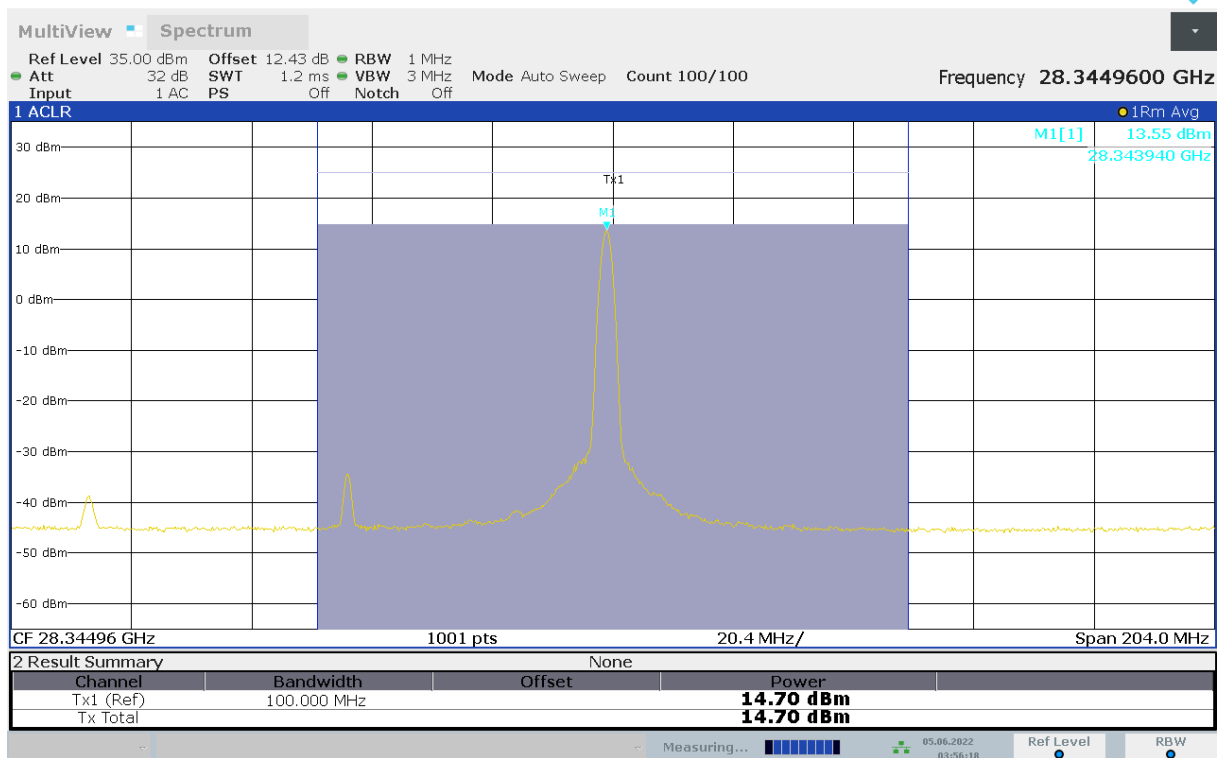 MultiView Spectrum
Ref Level 35.00 dBm Offset 12.43 dB RBW 1 MHz
Att 32 dB SWT 1.2 ms VBW 3 MHz Mode Auto Sweep Count 100/100 Frequency 28.3449600 GHz
Input 1 AC PS Off Notch Off
1 ACLR 1Rm Avg
M1[1] 13.55 dBm
28.343940 GHz
30 dBm
Tx1
20 dBm
M1
10 dBm
0 dBm
-10 dBm
-20 dBm
-30 dBm
-40 dBm
-50 dBm
-60 dBm
CF 28.34496 GHz 1001 pts 20.4 MHz/ Span 204.0 MHz
2 Result Summary None
Channel Bandwidth Offset Power
Tx1 (Ref) 100.000 MHz 14.70 dBm
Tx Total 14.70 dBm
Measuring... 05.06.2022 Ref Level RBW
03:56:18